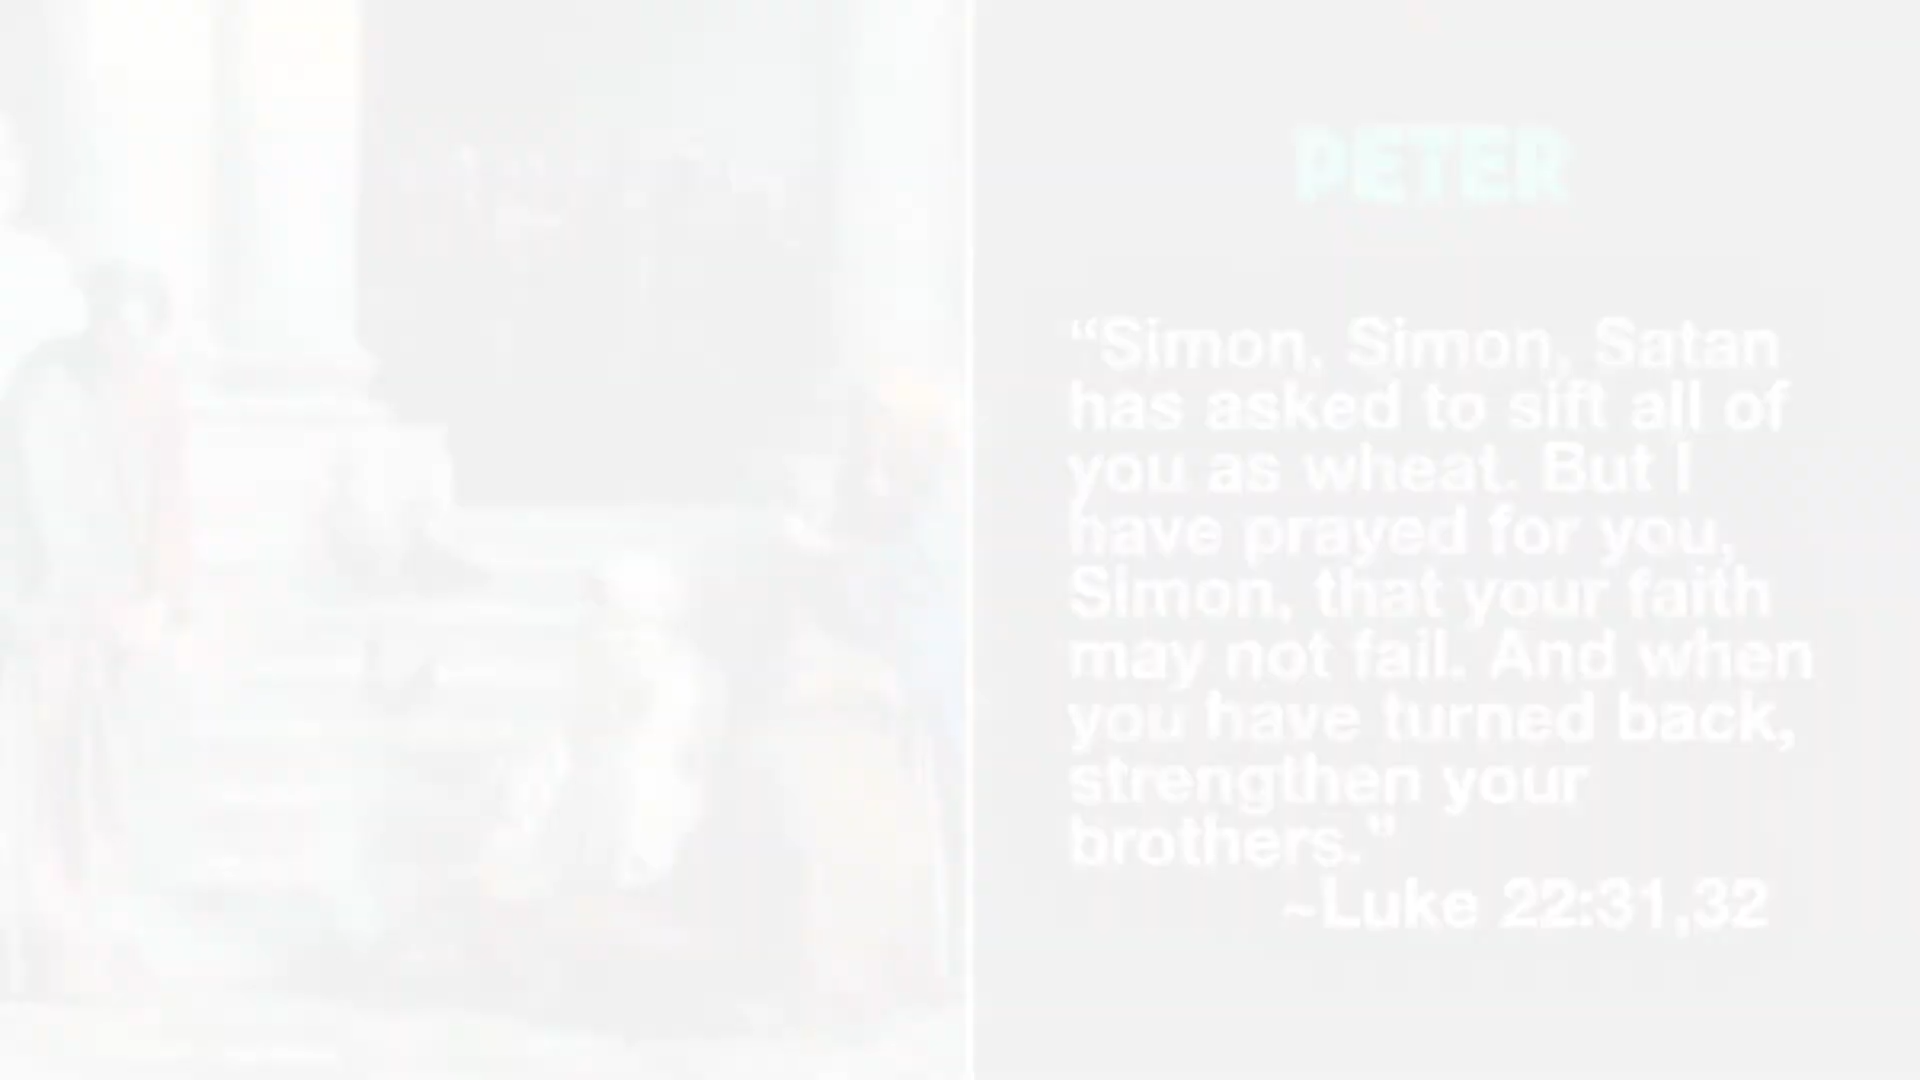 PETER
“Simon, Simon, Satan
has asked to sift all of
you as wheat. But I
have prayed for you,
Simon, that your faith
may not fail. And when
you have turned back,
strengthen your
brothers."
~Luke 22:31,32